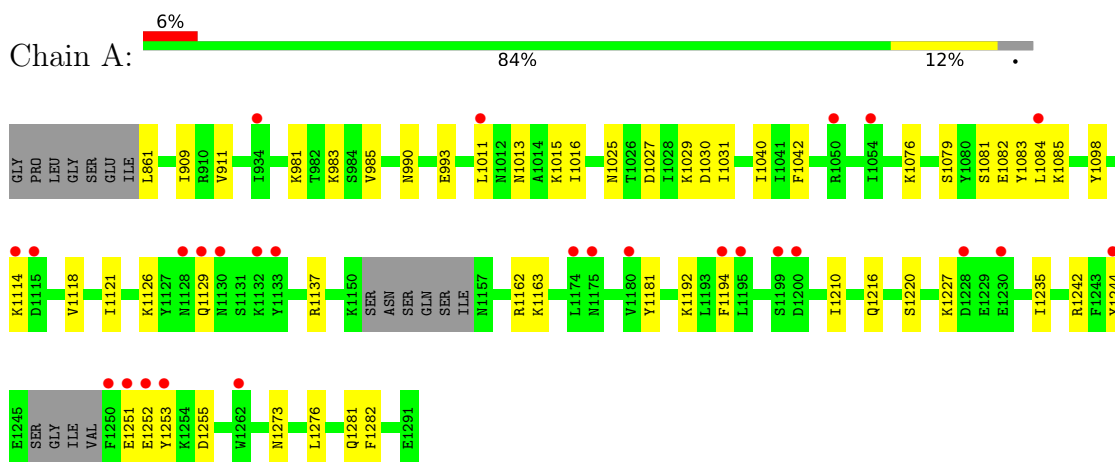 6%
Chain A:
84% 12% •
GLY PRO LEU GLY SER GLU ILE L861 I909 R910 V911 I934 K981 T982 K983 S984 V985 N990 E993 L1011 N1012 N1013 A1014 K1015 I1016 N1025 T1026 D1027 I1028 K1029 D1030 I1031 I1040 I1041 F1042 R1050 I1054 K1076 S1079 Y1080 S1081 E1082 Y1083 L1084 K1085 Y1098
K1114 D1115 V1118 I1121 K1126 Y1127 N1128 Q1129 N1130 S1131 K1132 Y1133 R1137 K1150 SER ASN SER GLN SER ILE N1157 R1162 K1163 L1174 N1175 V1180 Y1181 K1192 L1193 F1194 L1195 S1199 D1200 I1210 Q1216 S1220 K1227 D1228 E1229 E1230 I1235 R1242 F1243 Y1244
E1245 SER GLY ILE VAL F1250 E1251 E1252 Y1253 K1254 D1255 W1262 N1273 L1276 Q1281 F1282 E1291